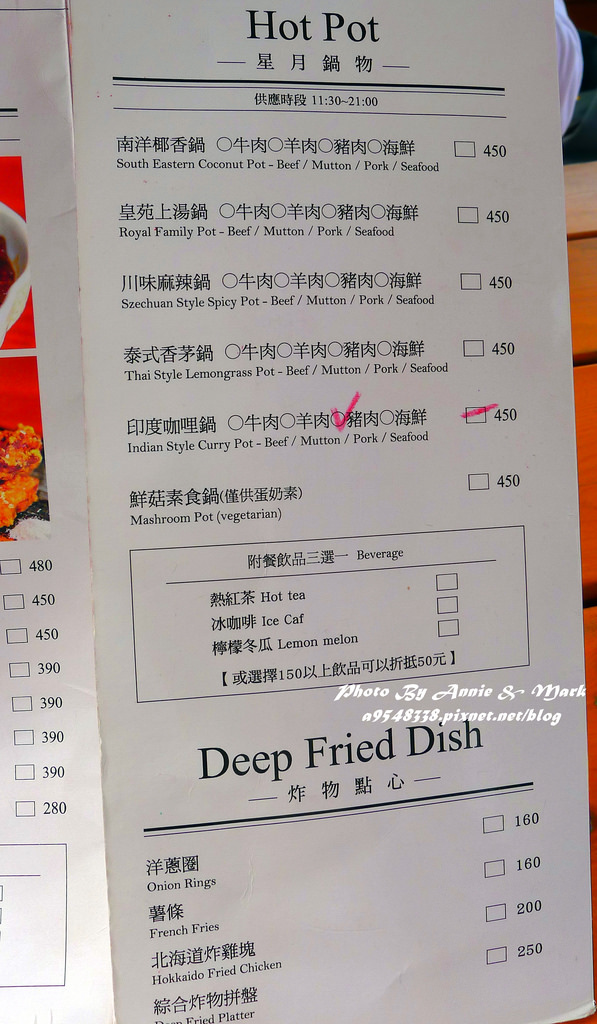 Hot Pot
星月鍋物
供應時段 11:30~21:00
南洋椰香鍋 ○牛肉○羊肉○豬肉○海鮮 450
South Eastern Coconut Pot - Beef / Mutton / Pork / Seafood
皇苑上湯鍋 ○牛肉○羊肉○豬肉○海鮮 450
Royal Family Pot - Beef / Mutton / Pork / Seafood
川味麻辣鍋 ○牛肉○羊肉○豬肉○海鮮 450
Szechuan Style Spicy Pot - Beef / Mutton / Pork / Seafood
泰式香茅鍋 ○牛肉○羊肉○豬肉○海鮮 450
Thai Style Lemongrass Pot - Beef / Mutton / Pork / Seafood
印度咖哩鍋 ○牛肉○羊肉○豬肉○海鮮 450
Indian Style Curry Pot - Beef / Mutton / Pork / Seafood
鮮菇素食鍋(僅供蛋奶素) 450
Mashroom Pot (vegetarian)
附餐飲品三選一 Beverage
熱紅茶 Hot tea
冰咖啡 Ice Caf
檸檬冬瓜 Lemon melon
【或選擇150以上飲品可以折抵50元】
Photo By Annie & Mark
a9548338.pixnet.net/blog
Deep Fried Dish
炸物點心
洋蔥圈 160
Onion Rings
薯條 160
French Fries
北海道炸雞塊 200
Hokkaido Fried Chicken
綜合炸物拼盤 250
Deep Fried Platter
480
450
450
390
390
390
390
280